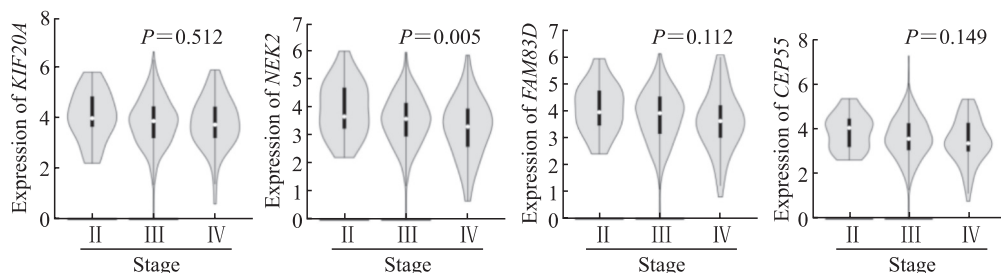 Expression of KIF20A
8
6
4
2
0
P=0.512
II III IV
Stage
Expression of NEK2
7
6
5
4
3
2
1
0
P=0.005
II III IV
Stage
Expression of FAM83D
7
6
5
4
3
2
1
0
P=0.112
II III IV
Stage
Expression of CEP55
8
6
4
2
0
P=0.149
II III IV
Stage